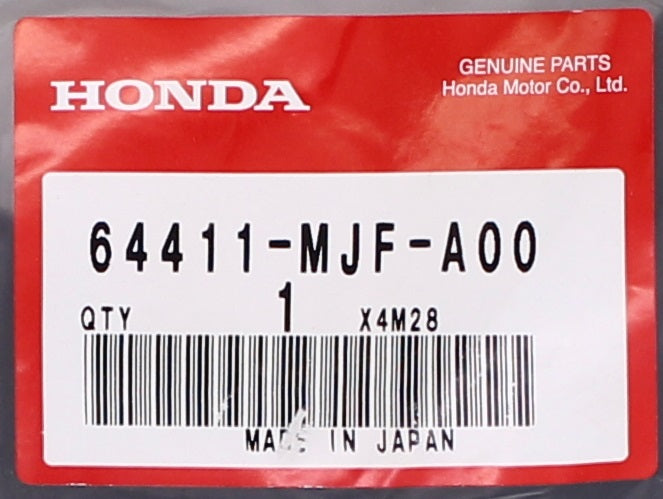 HONDA
GENUINE PARTS
Honda Motor Co., Ltd.
64411-MJF-A00
QTY 1 X4M28
MADE IN JAPAN